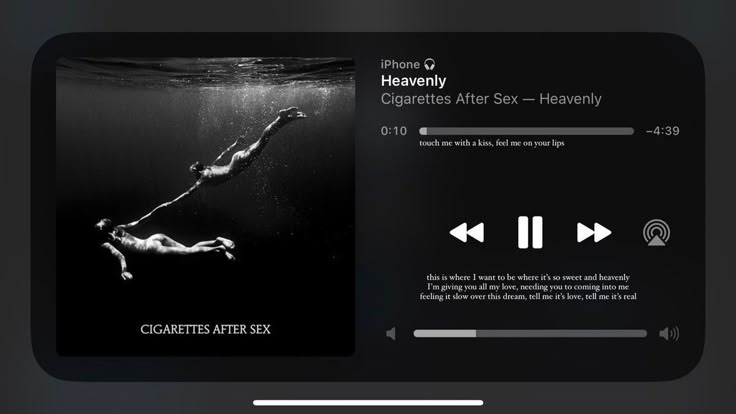 CIGARETTES AFTER SEX
iPhone
Heavenly
Cigarettes After Sex — Heavenly
0:10
−4:39
touch me with a kiss, feel me on your lips
this is where I want to be where it's so sweet and heavenly
I'm giving you all my love, needing you to coming into me
feeling it slow over this dream, tell me it's love, tell me it's real